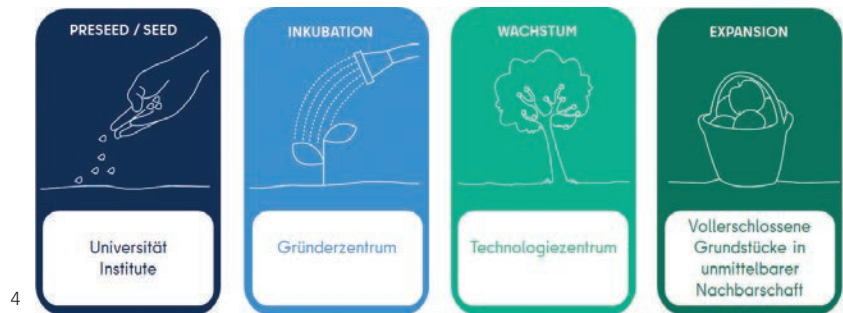 PRESEED / SEED
Universität
Institute
INKUBATION
Gründerzentrum
WACHSTUM
Technologiezentrum
EXPANSION
Vollerschlossene
Grundstücke in
unmittelbarer
Nachbarschaft
4